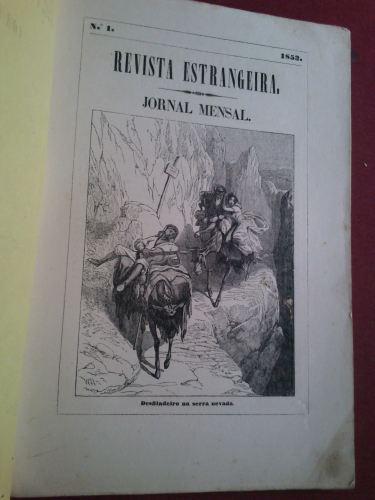 N.º 1.
1853.
REVISTA ESTRANGEIRA.
JORNAL MENSAL.
Desfiladeiro na serra nevada.